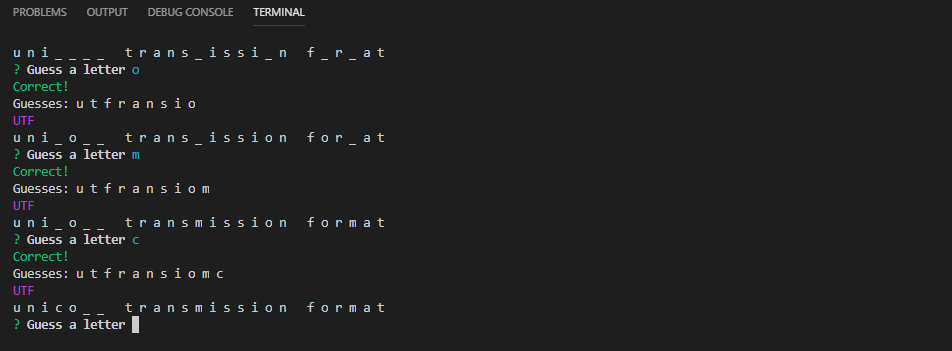 PROBLEMS OUTPUT DEBUG CONSOLE TERMINAL
u n i _ _ _ _  t r a n s _ i s s i _ n  f _ r _ a t
? Guess a letter o
Correct!
Guesses: u t f r a n s i o
UTF
u n i _ o _ _  t r a n s _ i s s i o n  f o r _ a t
? Guess a letter m
Correct!
Guesses: u t f r a n s i o m
UTF
u n i _ o _ _  t r a n s m i s s i o n  f o r m a t
? Guess a letter c
Correct!
Guesses: u t f r a n s i o m c
UTF
u n i c o _ _  t r a n s m i s s i o n  f o r m a t
? Guess a letter